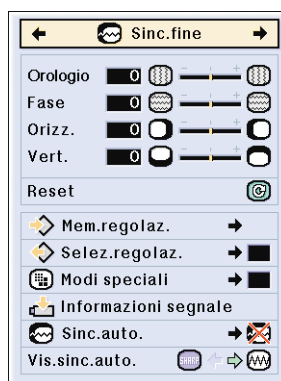 Sinc.fine
Orologio 0
Fase 0
Orizz. 0
Vert. 0
Reset
Mem.regolaz.
Selez.regolaz.
Modi speciali
Informazioni segnale
Sinc.auto.
Vis.sinc.auto.